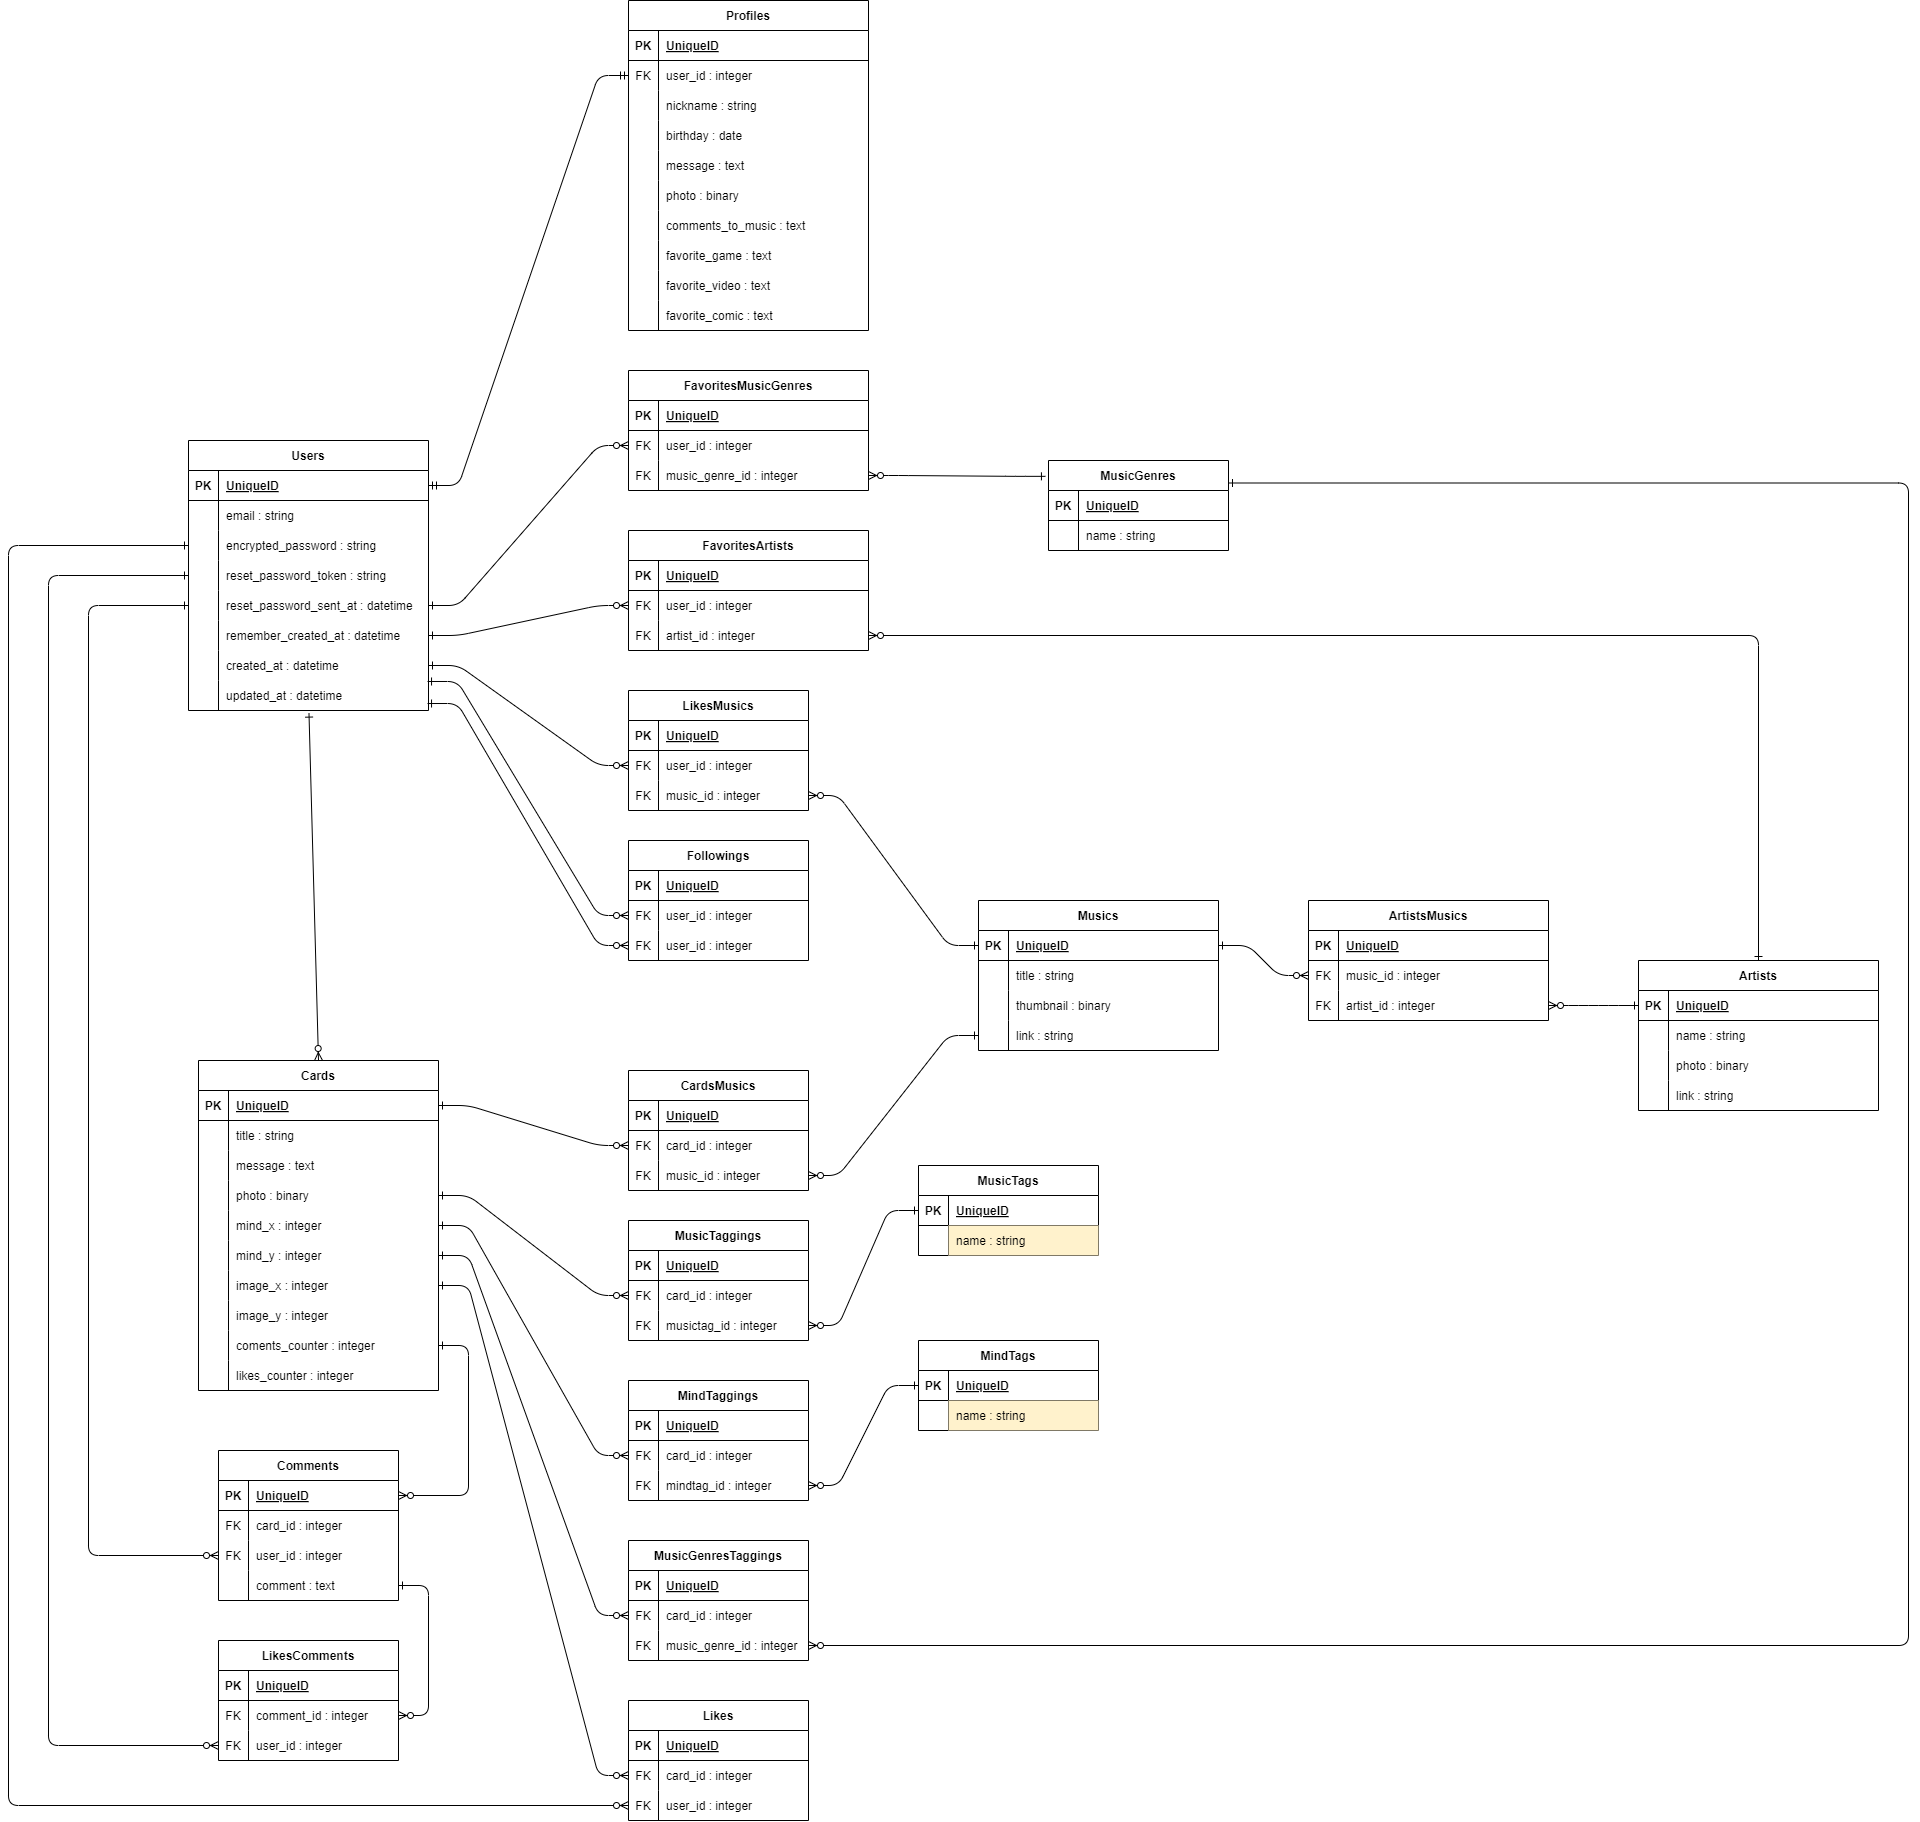 Profiles
PK UniqueID
FK user_id : integer
nickname : string
birthday : date
message : text
photo : binary
comments_to_music : text
favorite_game : text
favorite_video : text
favorite_comic : text
FavoritesMusicGenres
PK UniqueID
FK user_id : integer
FK music_genre_id : integer
Users
PK UniqueID
email : string
encrypted_password : string
reset_password_token : string
reset_password_sent_at : datetime
remember_created_at : datetime
created_at : datetime
updated_at : datetime
MusicGenres
PK UniqueID
name : string
FavoritesArtists
PK UniqueID
FK user_id : integer
FK artist_id : integer
LikesMusics
PK UniqueID
FK user_id : integer
FK music_id : integer
Followings
PK UniqueID
FK user_id : integer
FK user_id : integer
Musics
PK UniqueID
title : string
thumbnail : binary
link : string
ArtistsMusics
PK UniqueID
FK music_id : integer
FK artist_id : integer
Artists
PK UniqueID
name : string
photo : binary
link : string
Cards
PK UniqueID
title : string
message : text
photo : binary
mind_x : integer
mind_y : integer
image_x : integer
image_y : integer
coments_counter : integer
likes_counter : integer
CardsMusics
PK UniqueID
FK card_id : integer
FK music_id : integer
MusicTags
PK UniqueID
name : string
MusicTaggings
PK UniqueID
FK card_id : integer
FK musictag_id : integer
MindTags
PK UniqueID
name : string
MindTaggings
PK UniqueID
FK card_id : integer
FK mindtag_id : integer
Comments
PK UniqueID
FK card_id : integer
FK user_id : integer
comment : text
MusicGenresTaggings
PK UniqueID
FK card_id : integer
FK music_genre_id : integer
LikesComments
PK UniqueID
FK comment_id : integer
FK user_id : integer
Likes
PK UniqueID
FK card_id : integer
FK user_id : integer